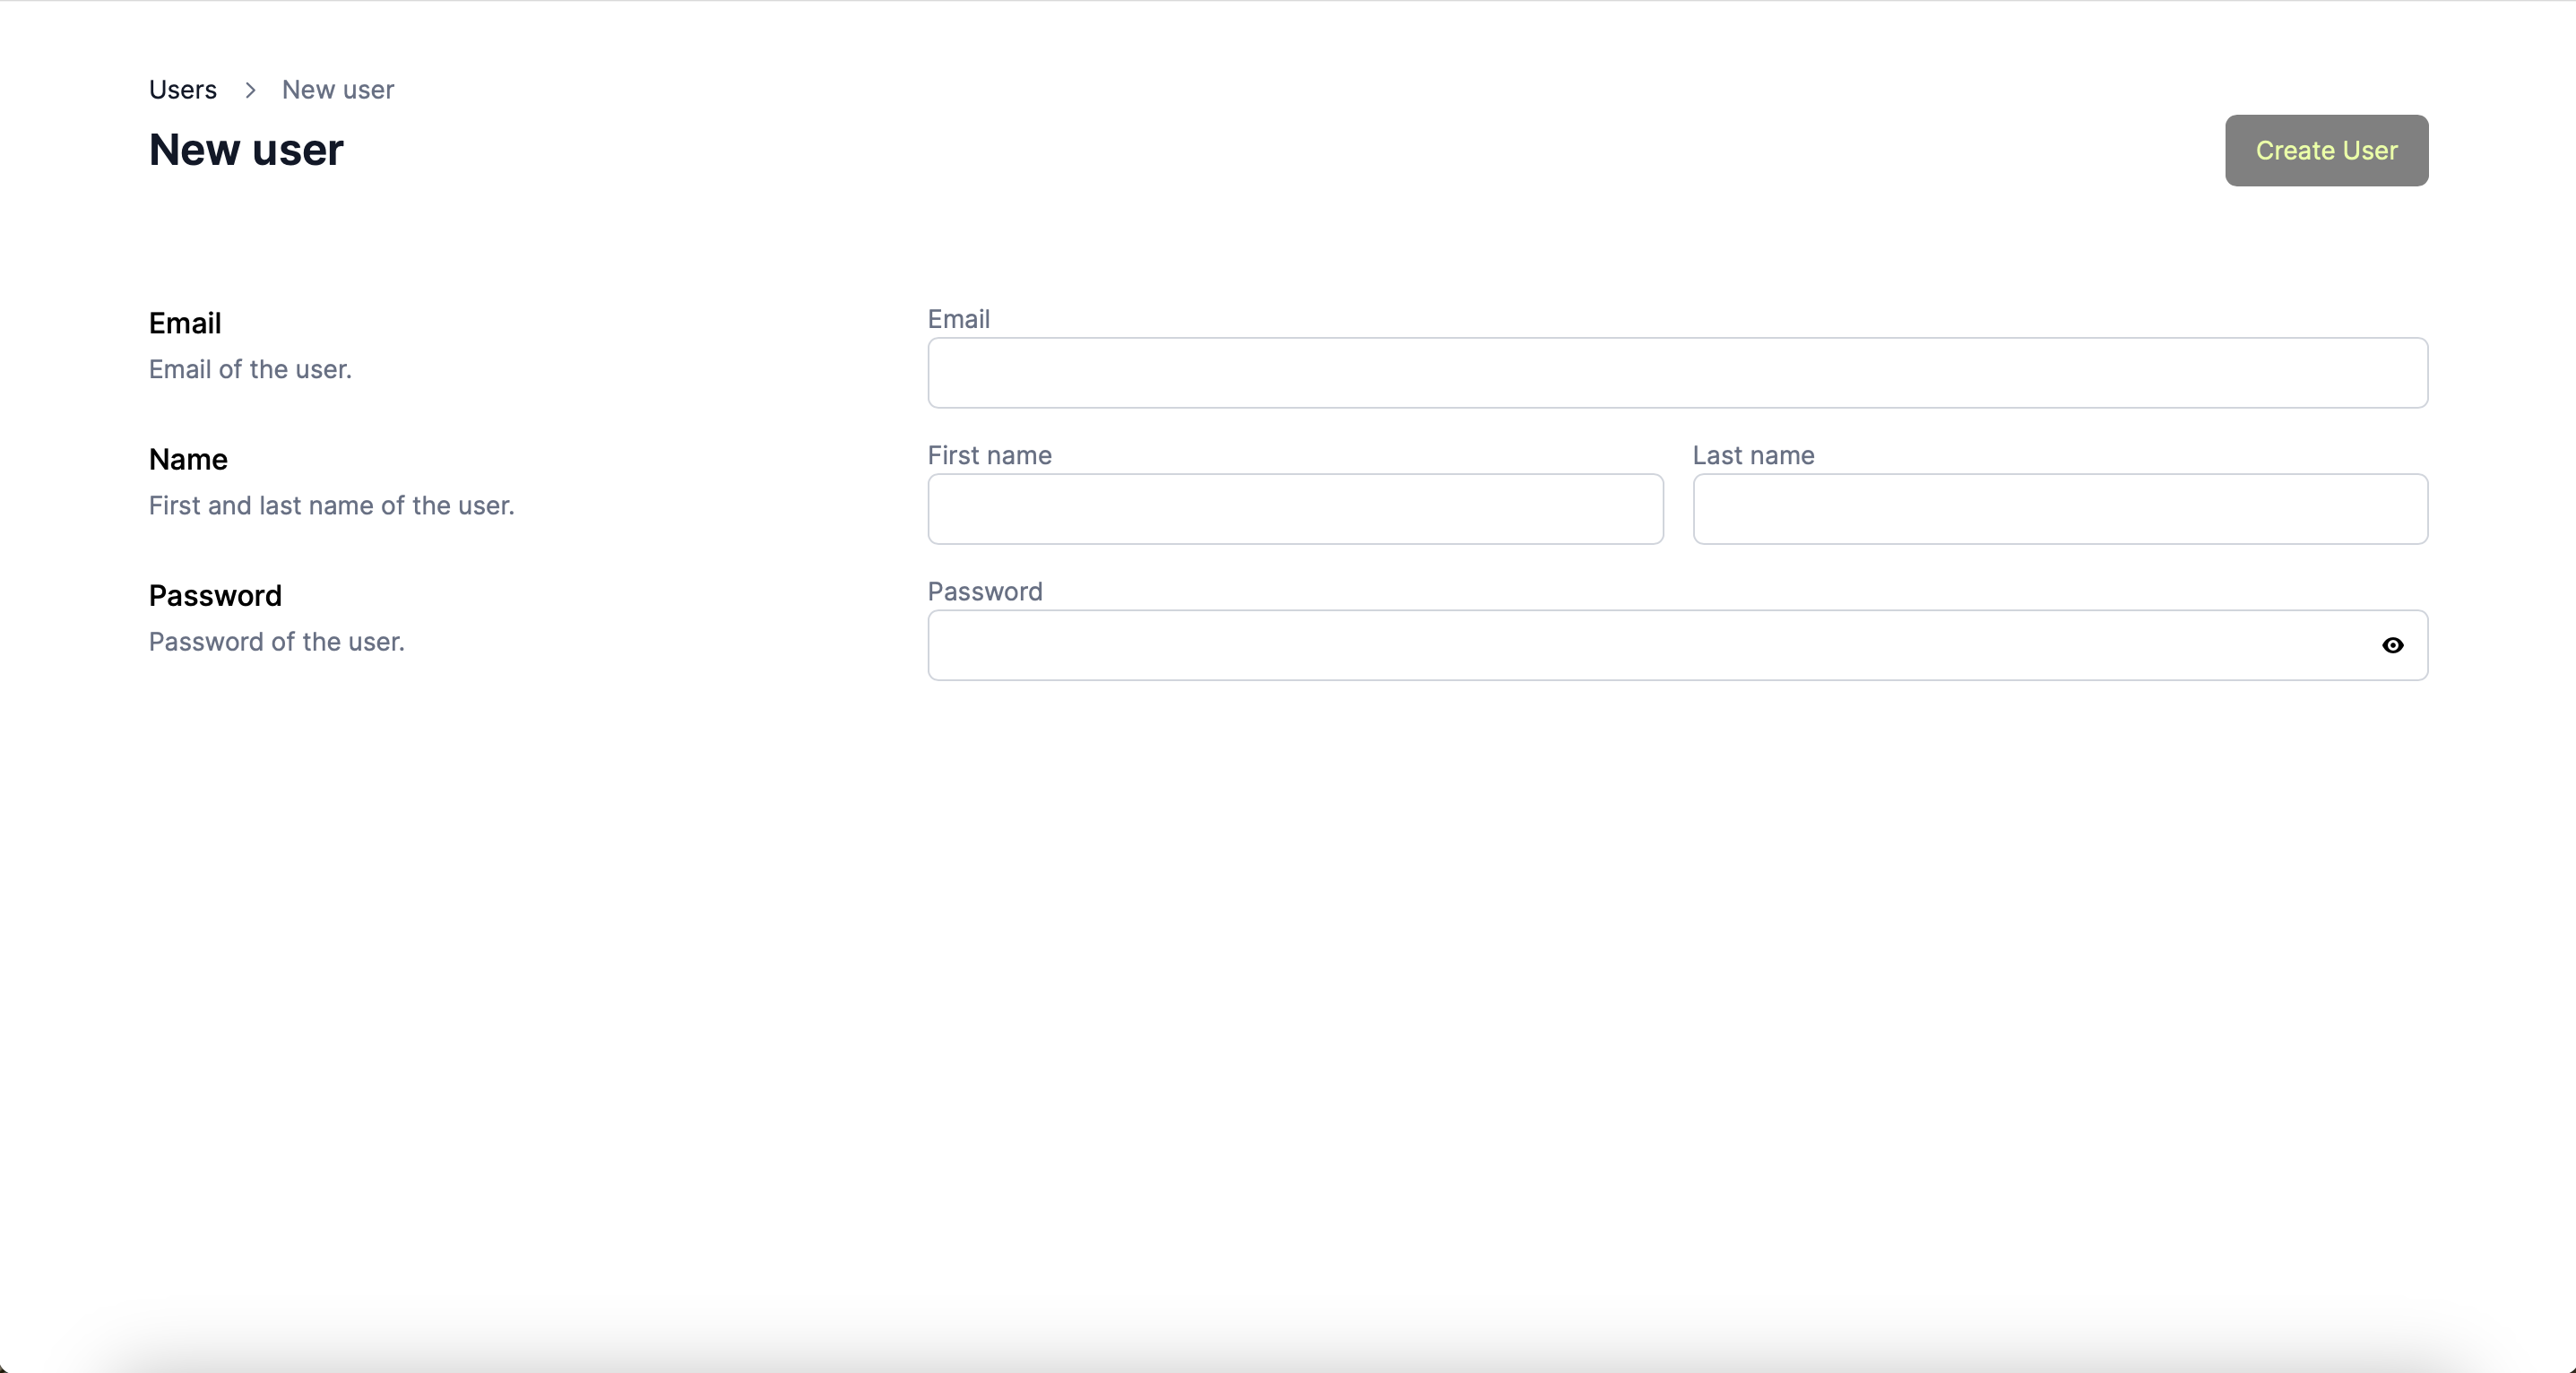 Users > New user
New user
Create User
Email
Email of the user.
Email
Name
First and last name of the user.
First name
Last name
Password
Password of the user.
Password